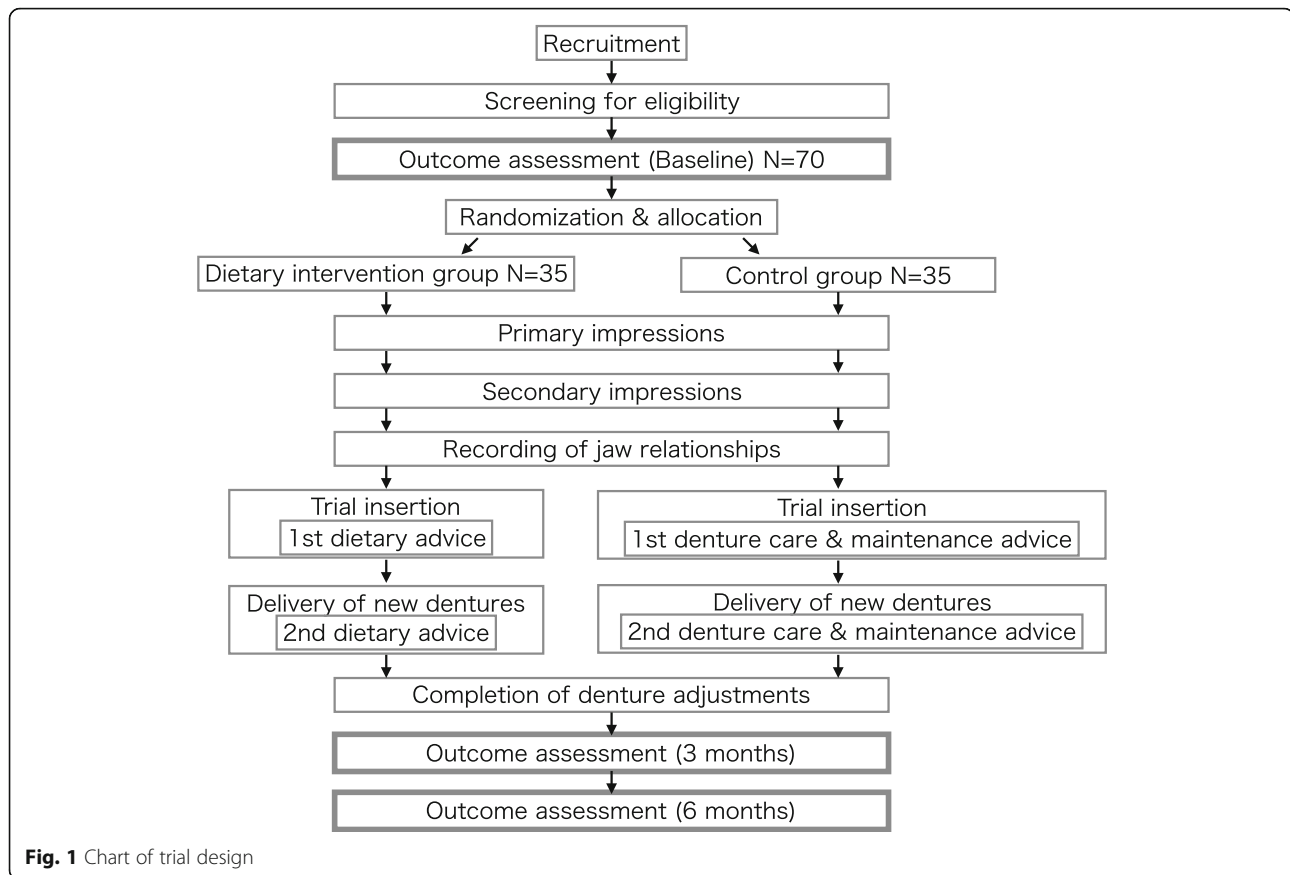 Recruitment
Screening for eligibility
Outcome assessment (Baseline) N=70
Randomization & allocation
Dietary intervention group N=35
Control group N=35
Primary impressions
Secondary impressions
Recording of jaw relationships
Trial insertion
1st dietary advice
Trial insertion
1st denture care & maintenance advice
Delivery of new dentures
2nd dietary advice
Delivery of new dentures
2nd denture care & maintenance advice
Completion of denture adjustments
Outcome assessment (3 months)
Outcome assessment (6 months)
Fig. 1 Chart of trial design